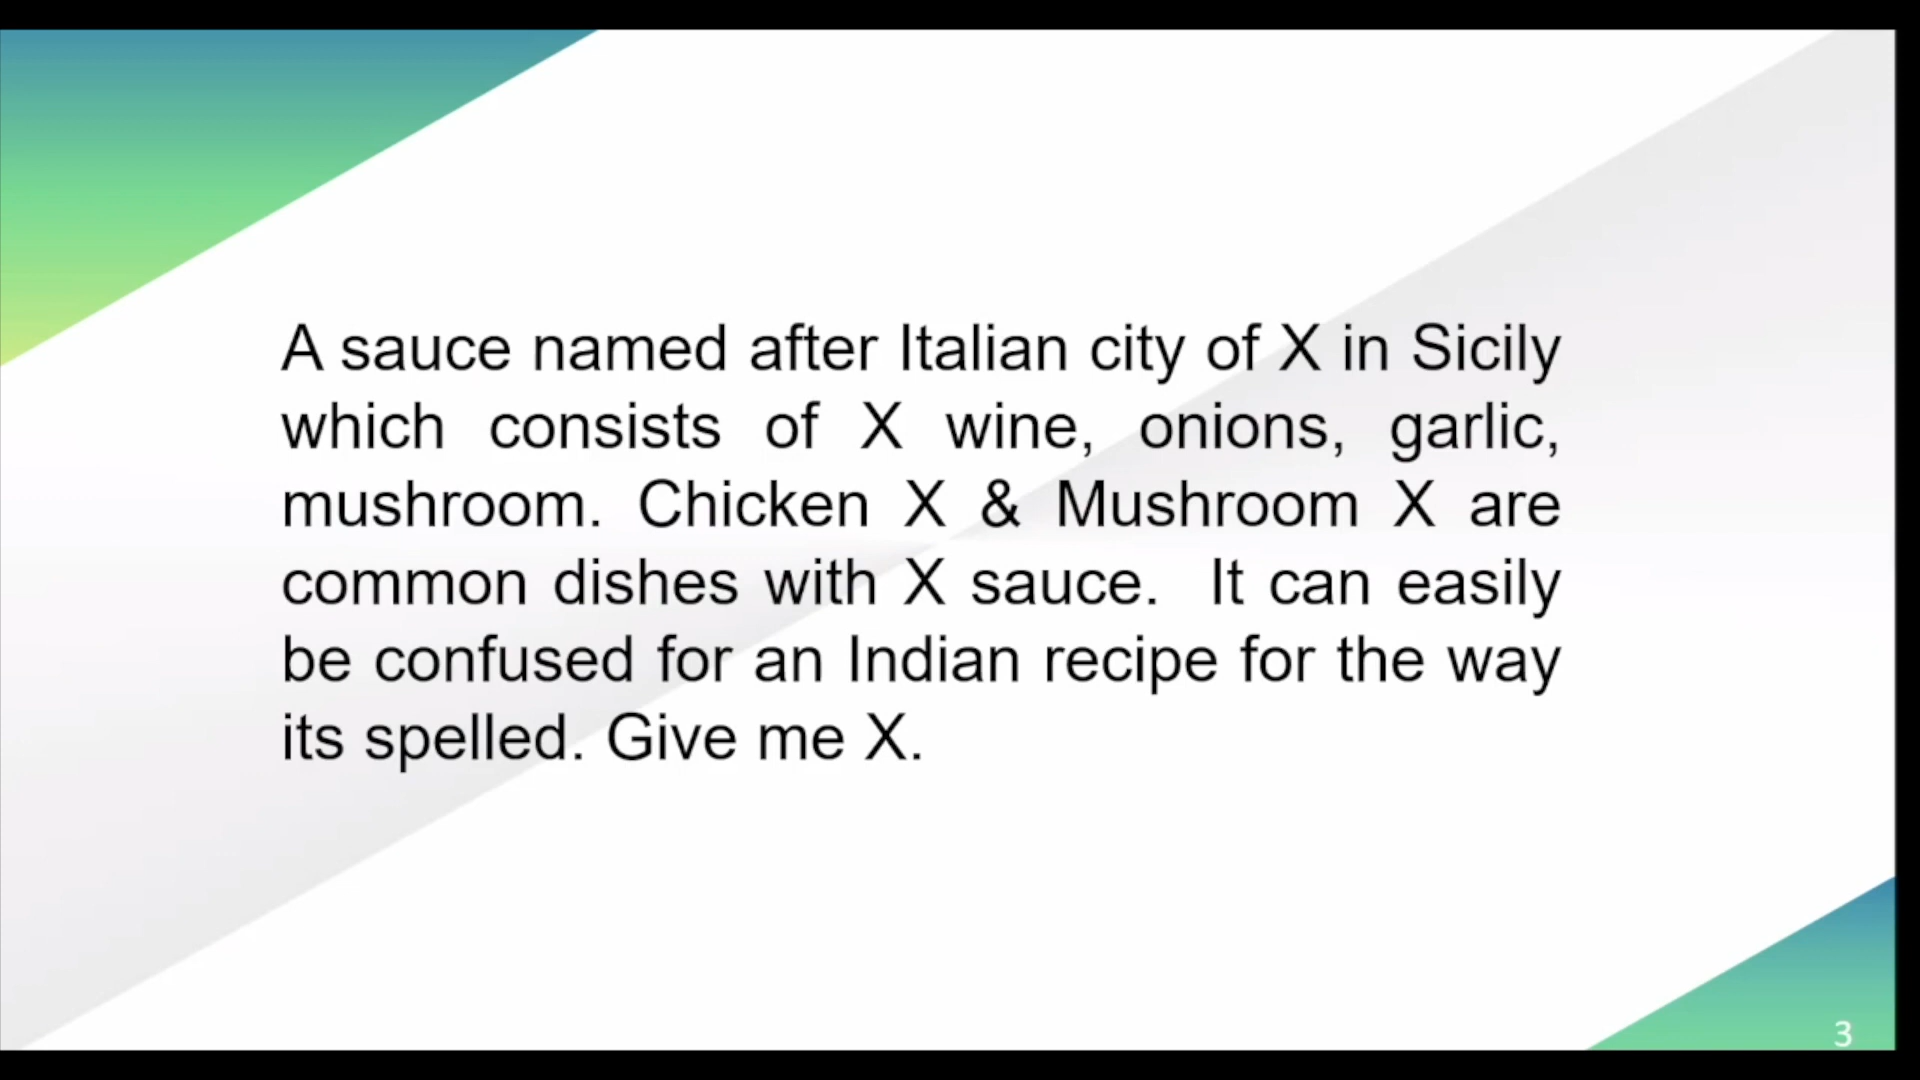 A sauce named after Italian city of X in Sicily
which consists of X wine, onions, garlic,
mushroom. Chicken X & Mushroom X are
common dishes with X sauce. It can easily
be confused for an Indian recipe for the way
its spelled. Give me X.
3